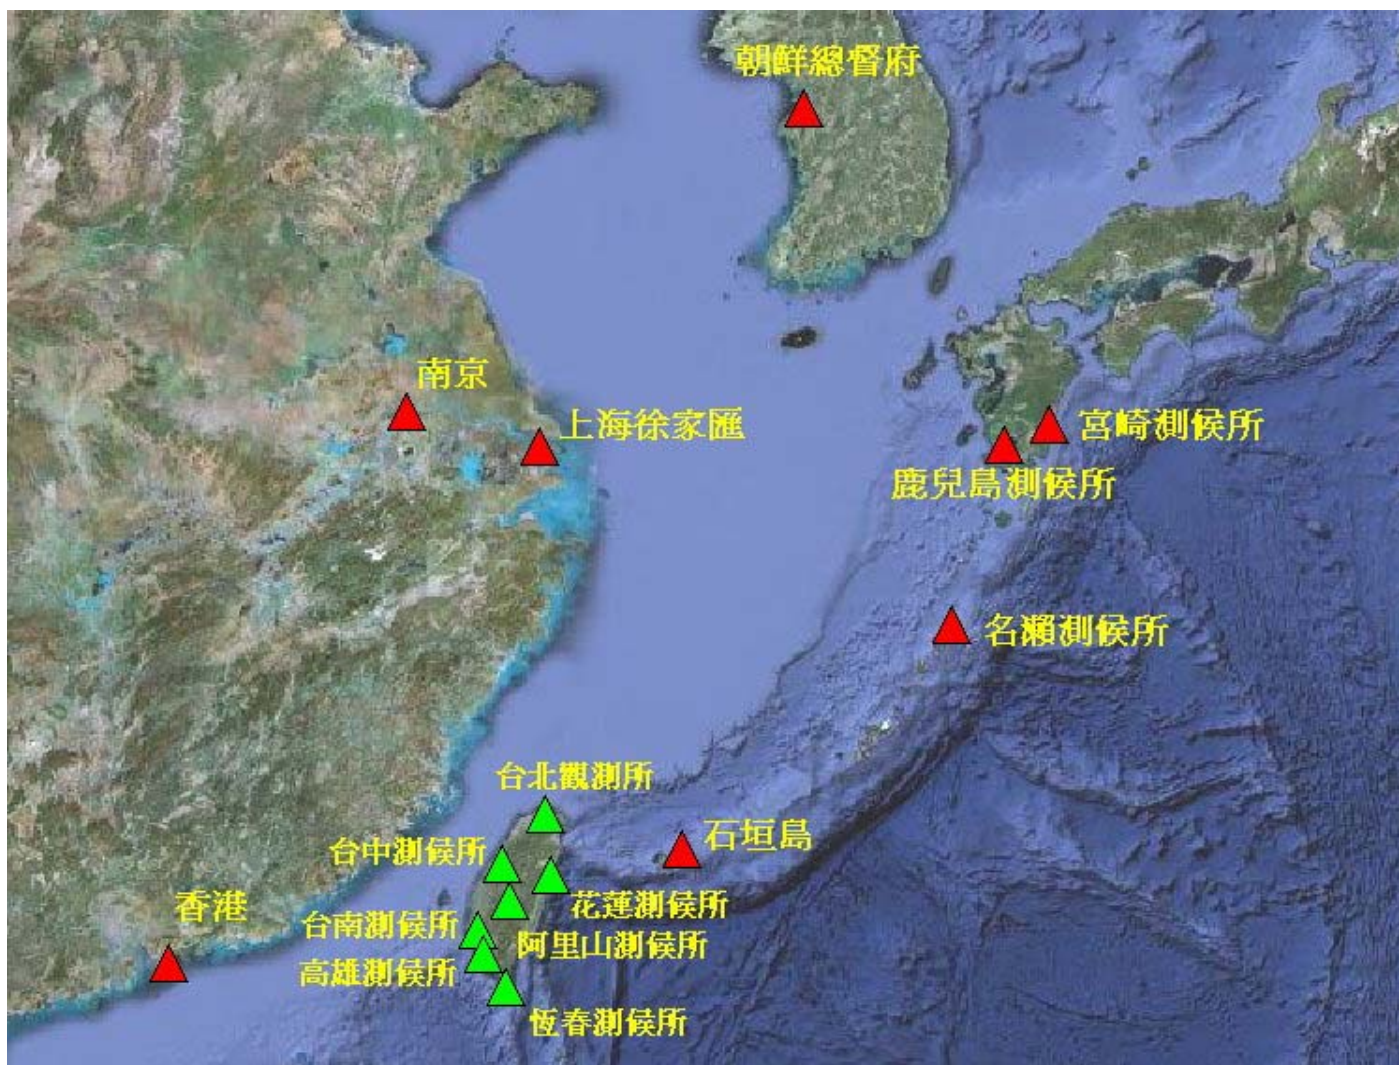 朝鮮總督府
南京
上海徐家匯
宮崎測候所
鹿兒島測候所
名瀨測候所
台北觀測所
石垣島
台中測候所
香港
花蓮測候所
台南測候所
阿里山測候所
高雄測候所
恆春測候所